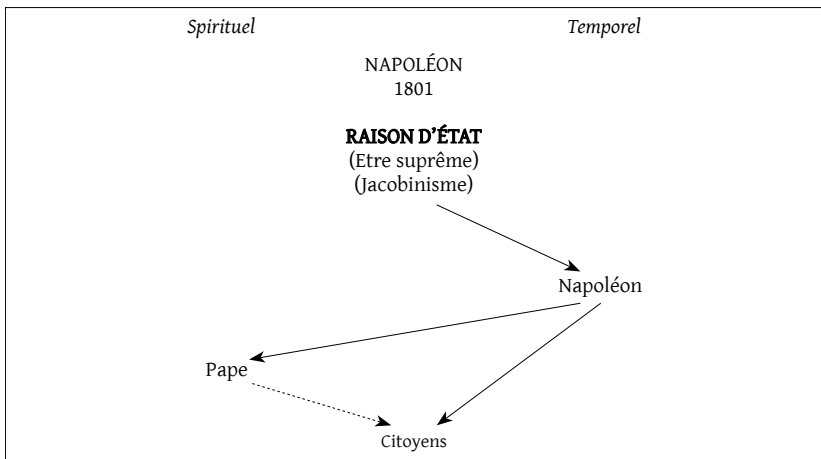 Spirituel
Temporel
NAPOLÉON
1801
RAISON D'ÉTAT
(Etre suprême)
(Jacobinisme)
Napoléon
Pape
Citoyens